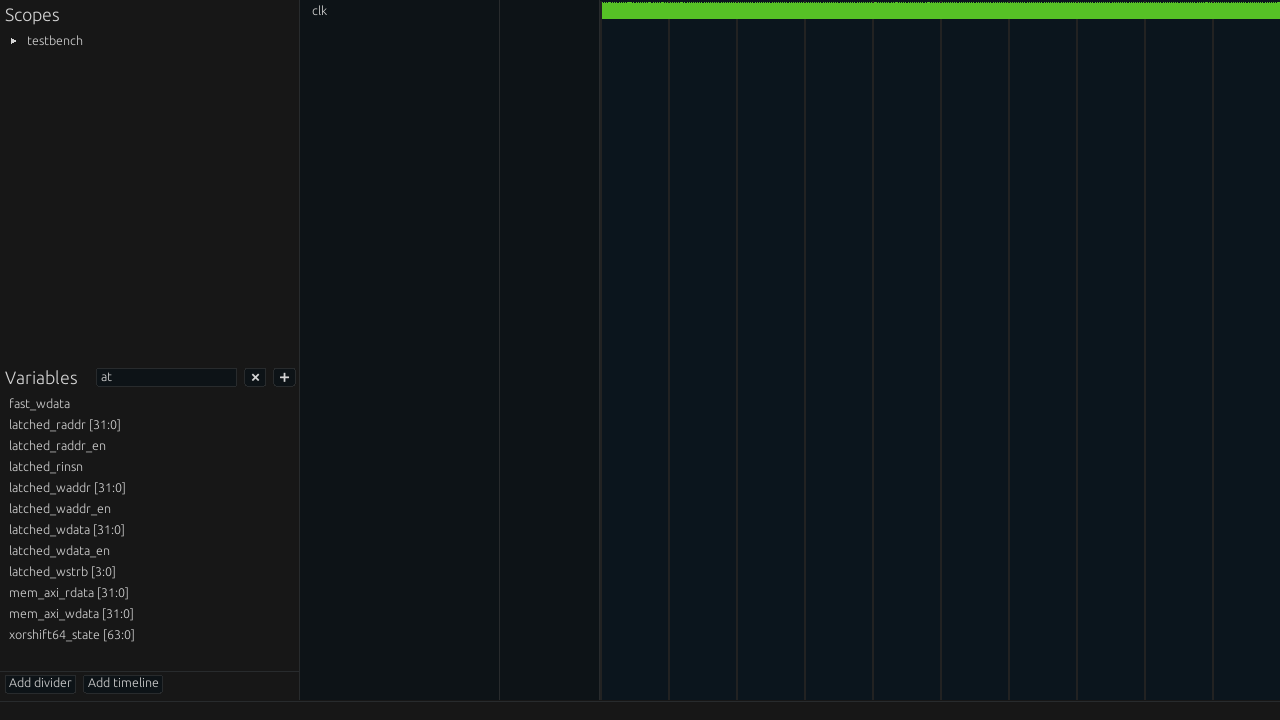 Scopes
testbench
clk
Variables
at
fast_wdata
latched_raddr [31:0]
latched_raddr_en
latched_rinsn
latched_waddr [31:0]
latched_waddr_en
latched_wdata [31:0]
latched_wdata_en
latched_wstrb [3:0]
mem_axi_rdata [31:0]
mem_axi_wdata [31:0]
xorshift64_state [63:0]
Add divider Add timeline